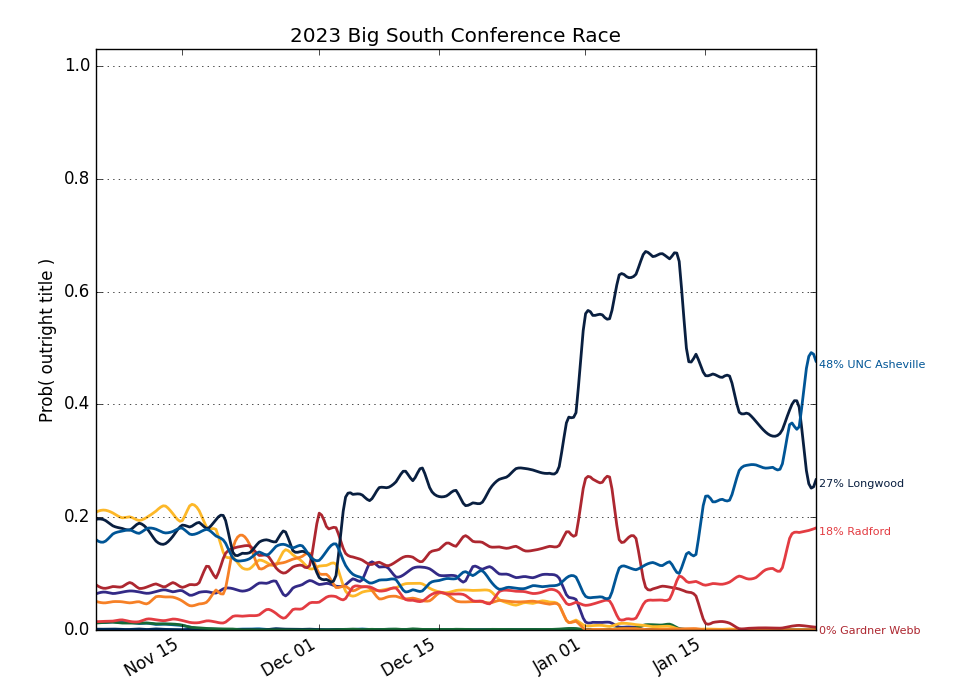 2023 Big South Conference Race
Prob( outright title )
1.0
0.8
0.6
0.4
0.2
0.0
Nov 15
Dec 01
Dec 15
Jan 01
Jan 15
48% UNC Asheville
27% Longwood
18% Radford
0% Gardner Webb